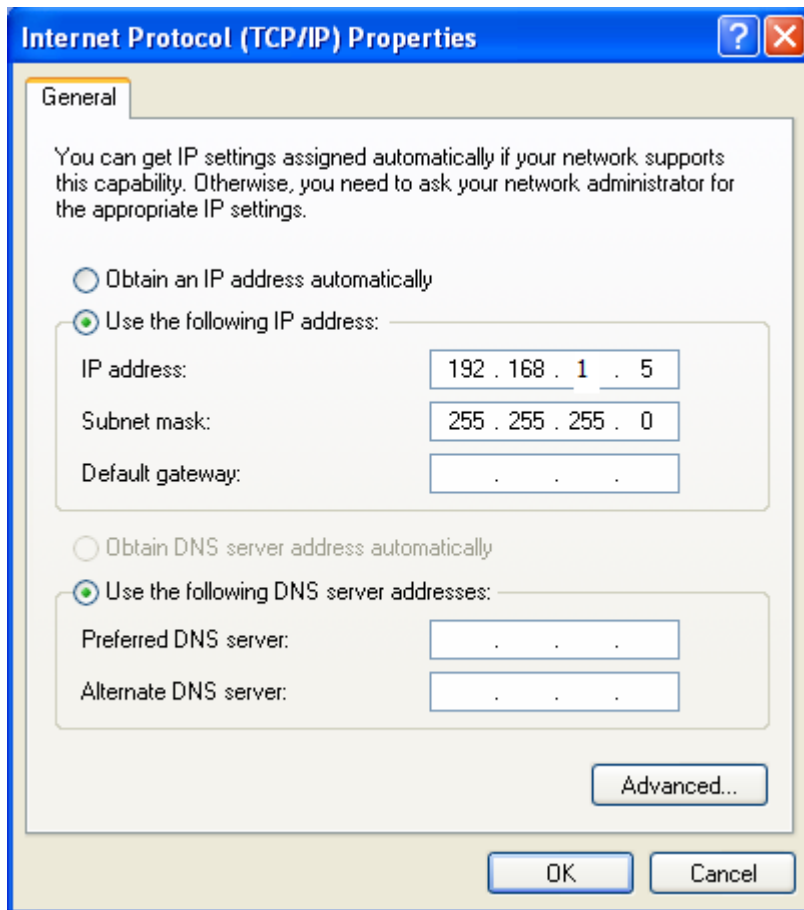 Internet Protocol (TCP/IP) Properties
General
You can get IP settings assigned automatically if your network supports
this capability. Otherwise, you need to ask your network administrator for
the appropriate IP settings.
Obtain an IP address automatically
Use the following IP address:
IP address: 192 . 168 . 1 . 5
Subnet mask: 255 . 255 . 255 . 0
Default gateway: . . .
Obtain DNS server address automatically
Use the following DNS server addresses:
Preferred DNS server: . . .
Alternate DNS server: . . .
Advanced...
OK Cancel